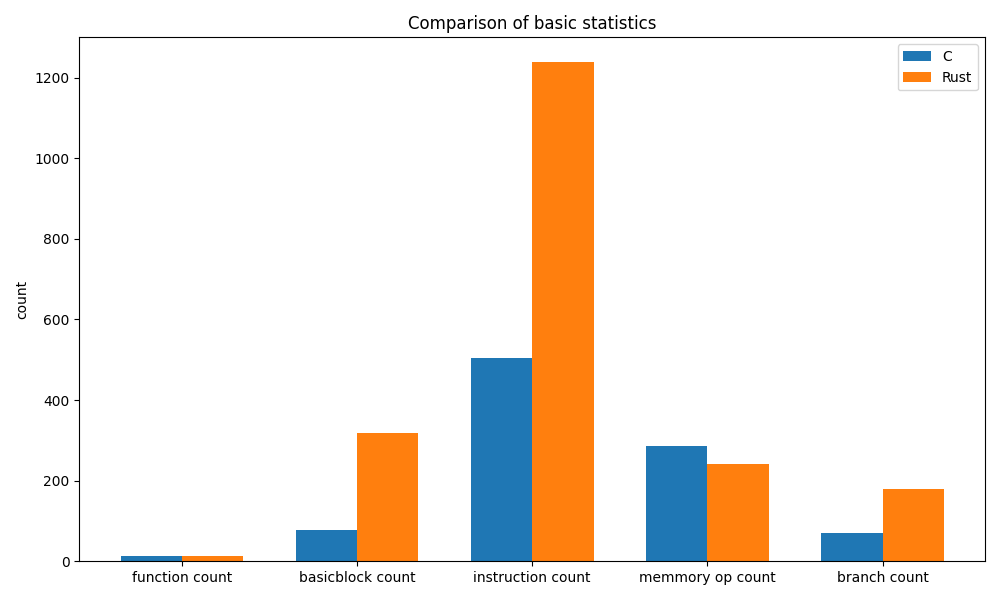 Comparison of basic statistics
C
Rust
count
1200
1000
800
600
400
200
0
function count
basicblock count
instruction count
memmory op count
branch count